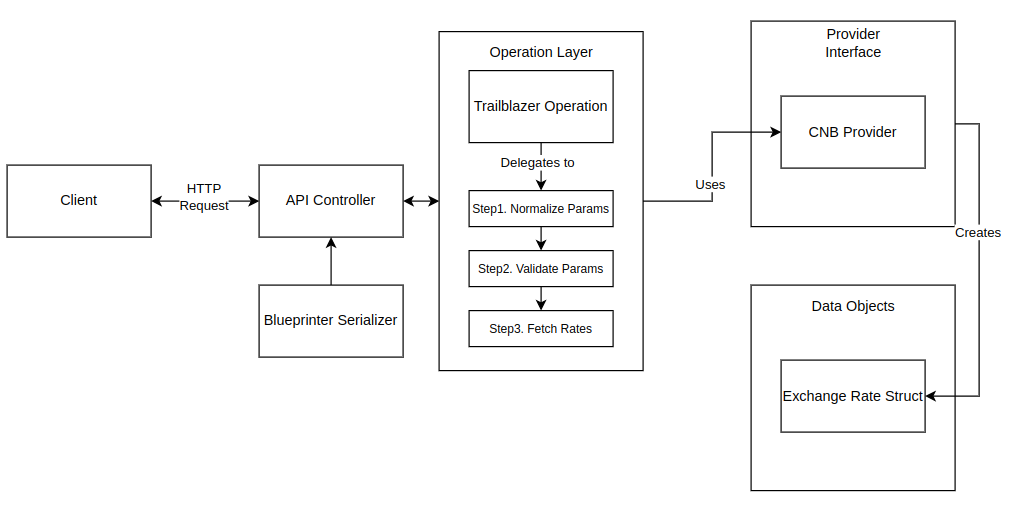 Client
HTTP
Request
API Controller
Blueprinter Serializer
Operation Layer
Trailblazer Operation
Delegates to
Step1. Normalize Params
Step2. Validate Params
Step3. Fetch Rates
Uses
Provider
Interface
CNB Provider
Creates
Data Objects
Exchange Rate Struct